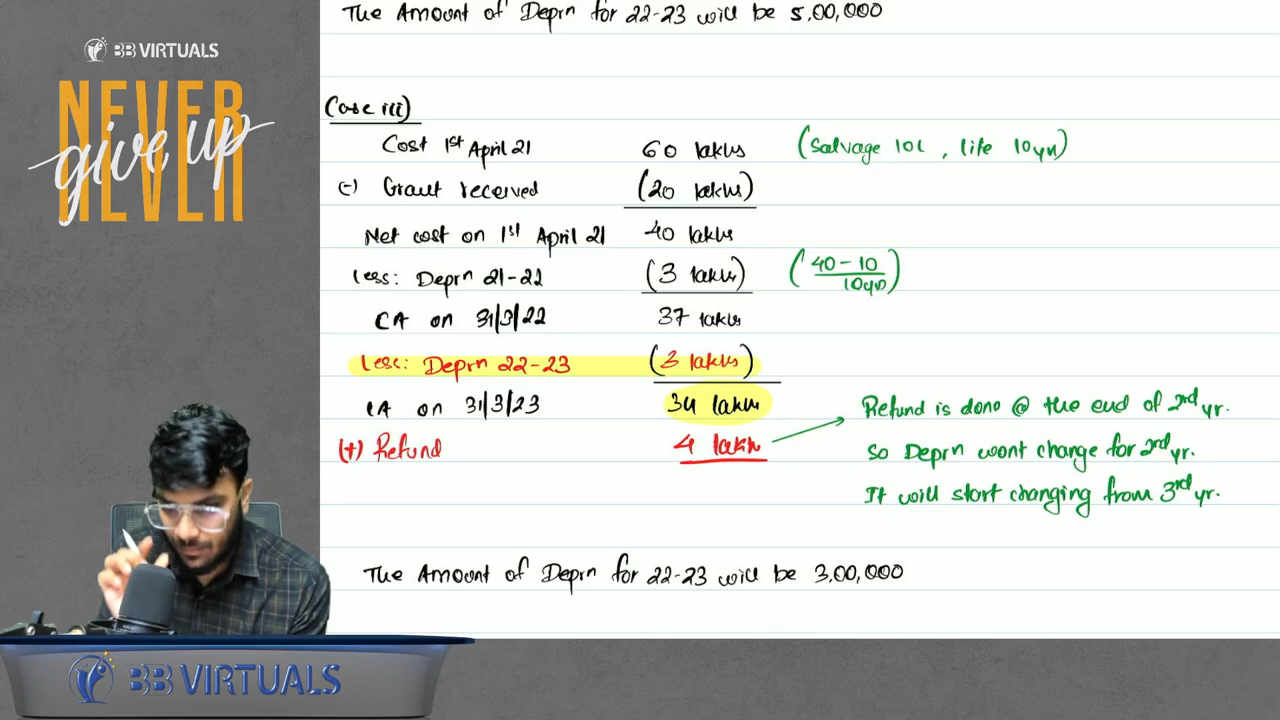 The Amount of Deprn for 22-23 will be 5,00,000
BB VIRTUALS
NEVER
give up
NEVER
Case iii)
Cost 1st April 21 60 lakhs (Salvage 10L, life 10yrs)
(-) Grant received (20 lakhs)
Net cost on 1st April 21 40 lakhs
less: Deprn 21-22 (3 lakhs) (40-10 / 10yrs)
CA on 31/3/22 37 lakhs
less: Deprn 22-23 (3 lakhs)
CA on 31/3/23 34 lakhs
(+) Refund 4 lakh
Refund is done @ the end of 2nd yr.
So Deprn wont change for 2nd yr.
It will start changing from 3rd yr.
The Amount of Deprn for 22-23 will be 3,00,000
BB VIRTUALS